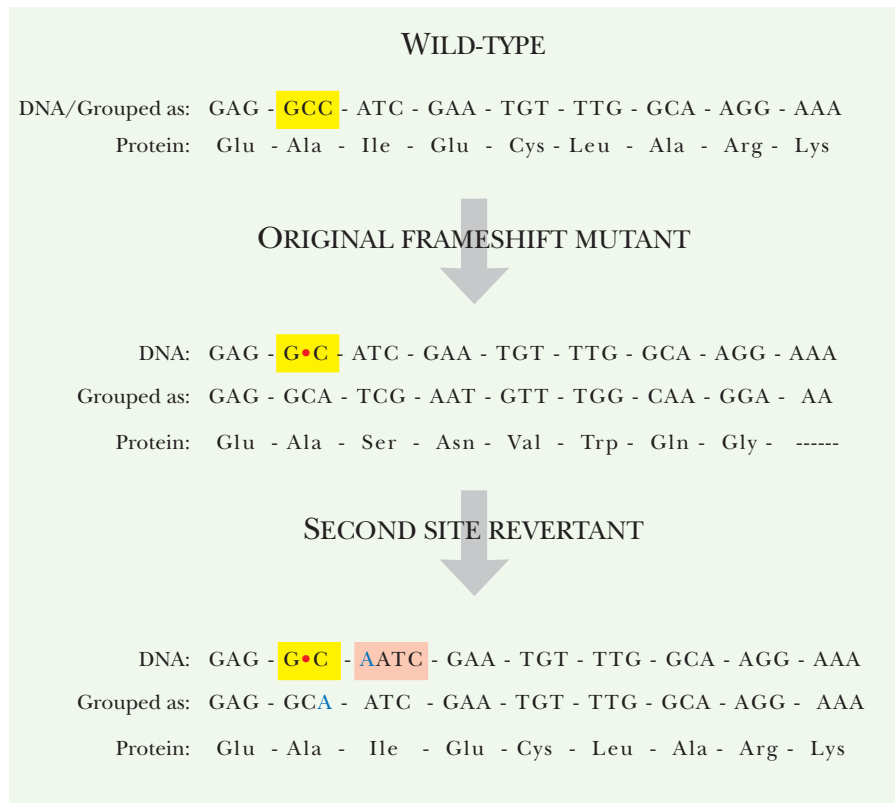 WILD-TYPE
DNA/Grouped as: GAG - GCC - ATC - GAA - TGT - TTG - GCA - AGG - AAA
Protein: Glu - Ala - Ile - Glu - Cys - Leu - Ala - Arg - Lys
ORIGINAL FRAMESHIFT MUTANT
DNA: GAG - G•C - ATC - GAA - TGT - TTG - GCA - AGG - AAA
Grouped as: GAG - GCA - TCG - AAT - GTT - TGG - CAA - GGA - AA
Protein: Glu - Ala - Ser - Asn - Val - Trp - Gln - Gly - ------
SECOND SITE REVERTANT
DNA: GAG - G•C - AATC - GAA - TGT - TTG - GCA - AGG - AAA
Grouped as: GAG - GCA - ATC - GAA - TGT - TTG - GCA - AGG - AAA
Protein: Glu - Ala - Ile - Glu - Cys - Leu - Ala - Arg - Lys